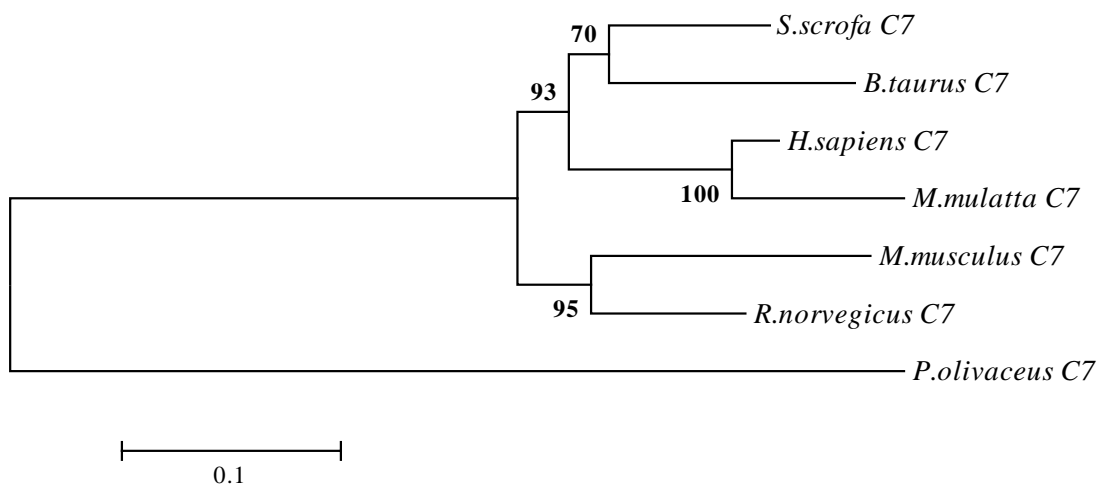 70
S.scrofa C7
B.taurus C7
93
H.sapiens C7
100
M.mulatta C7
M.musculus C7
95
R.norvegicus C7
P.olivaceus C7
0.1